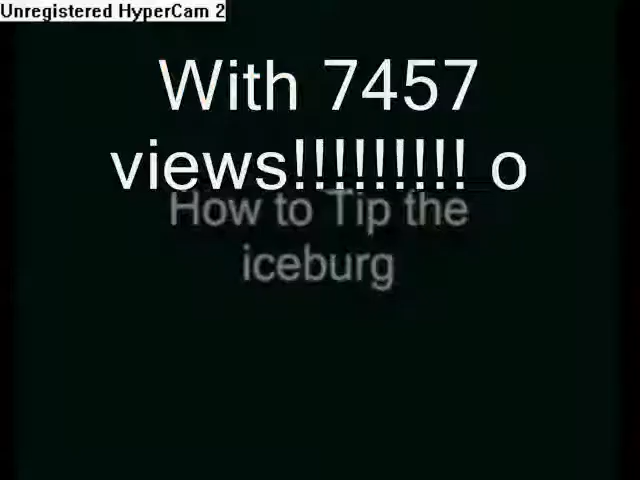 Unregistered HyperCam 2
With 7457
views!!!!!!!!! o
How to Tip the
iceburg